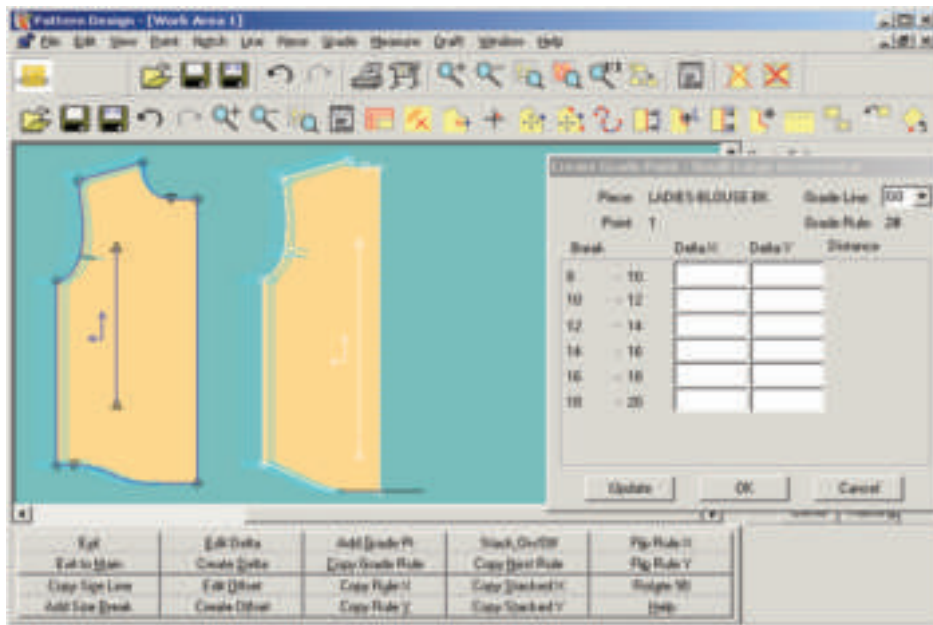 Pattern Design - [Work Area 1]
File Edit View Point Notch Line Piece Grade Measure Draft Window Help
Piece: LADIES-BLOUSE-BK Grade Line:
Point: 1 Grade Rule:
Break Delta X Delta Y Distance
8 - 10
10 - 12
12 - 14
14 - 16
16 - 18
18 - 20
Update OK Cancel
Exit Edit Delta Add Grade Pt Stack On/Off Flip Rule X
Exit to Main Create Delta Copy Grade Rule Copy Next Rule Flip Rule Y
Copy Size Line Edit Offset Copy Rule X Copy Stacked X Rotate 90
Add Size Break Create Offset Copy Rule Y Copy Stacked Y Help